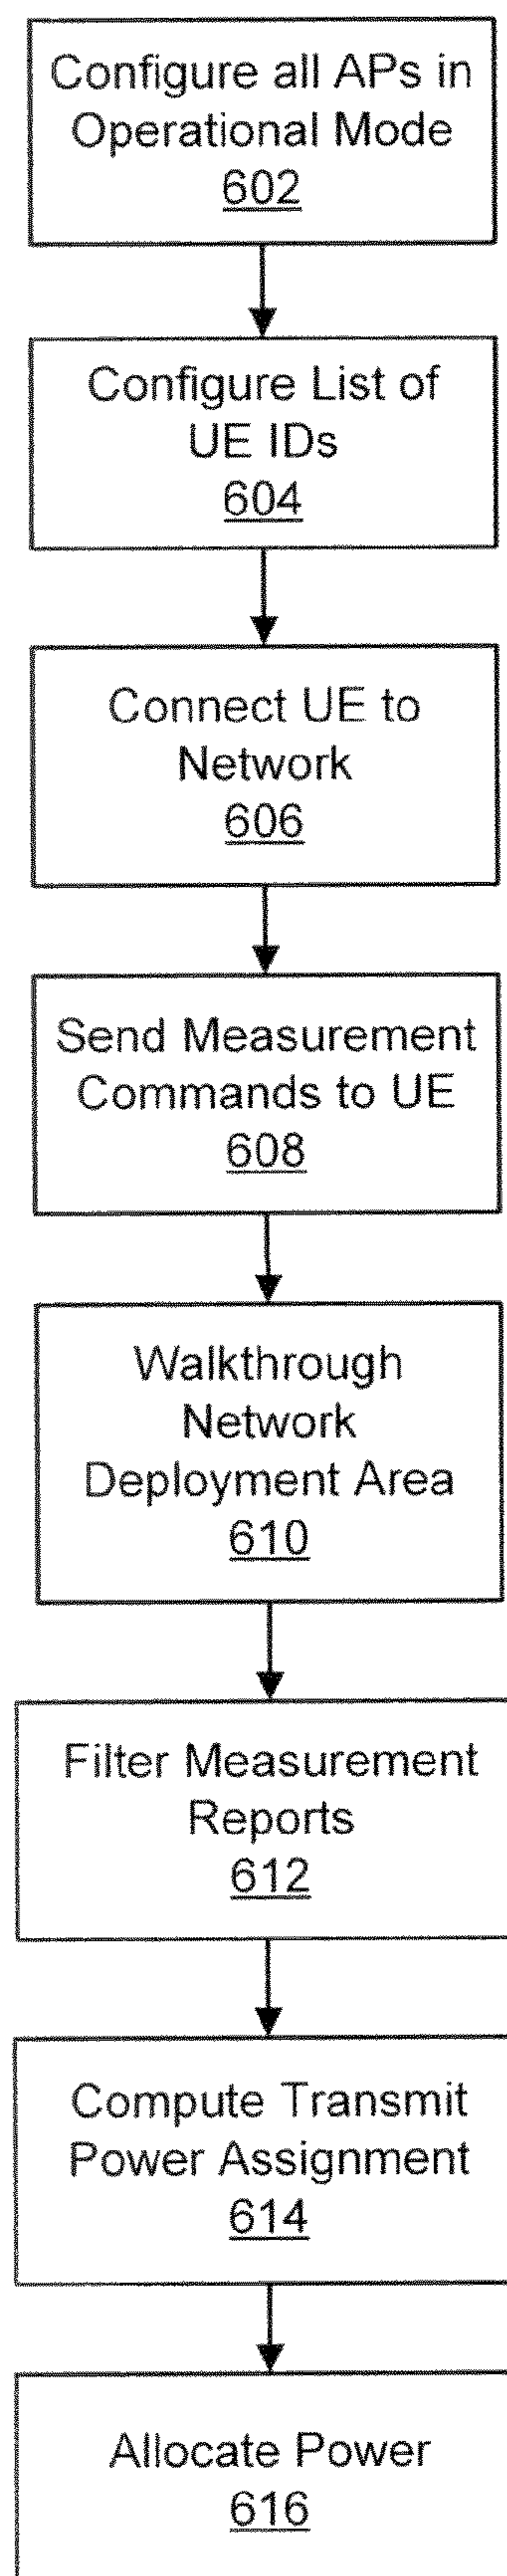 Configure all APs in
Operational Mode
602
Configure List of
UE IDs
604
Connect UE to
Network
606
Send Measurement
Commands to UE
608
Walkthrough
Network
Deployment Area
610
Filter Measurement
Reports
612
Compute Transmit
Power Assignment
614
Allocate Power
616